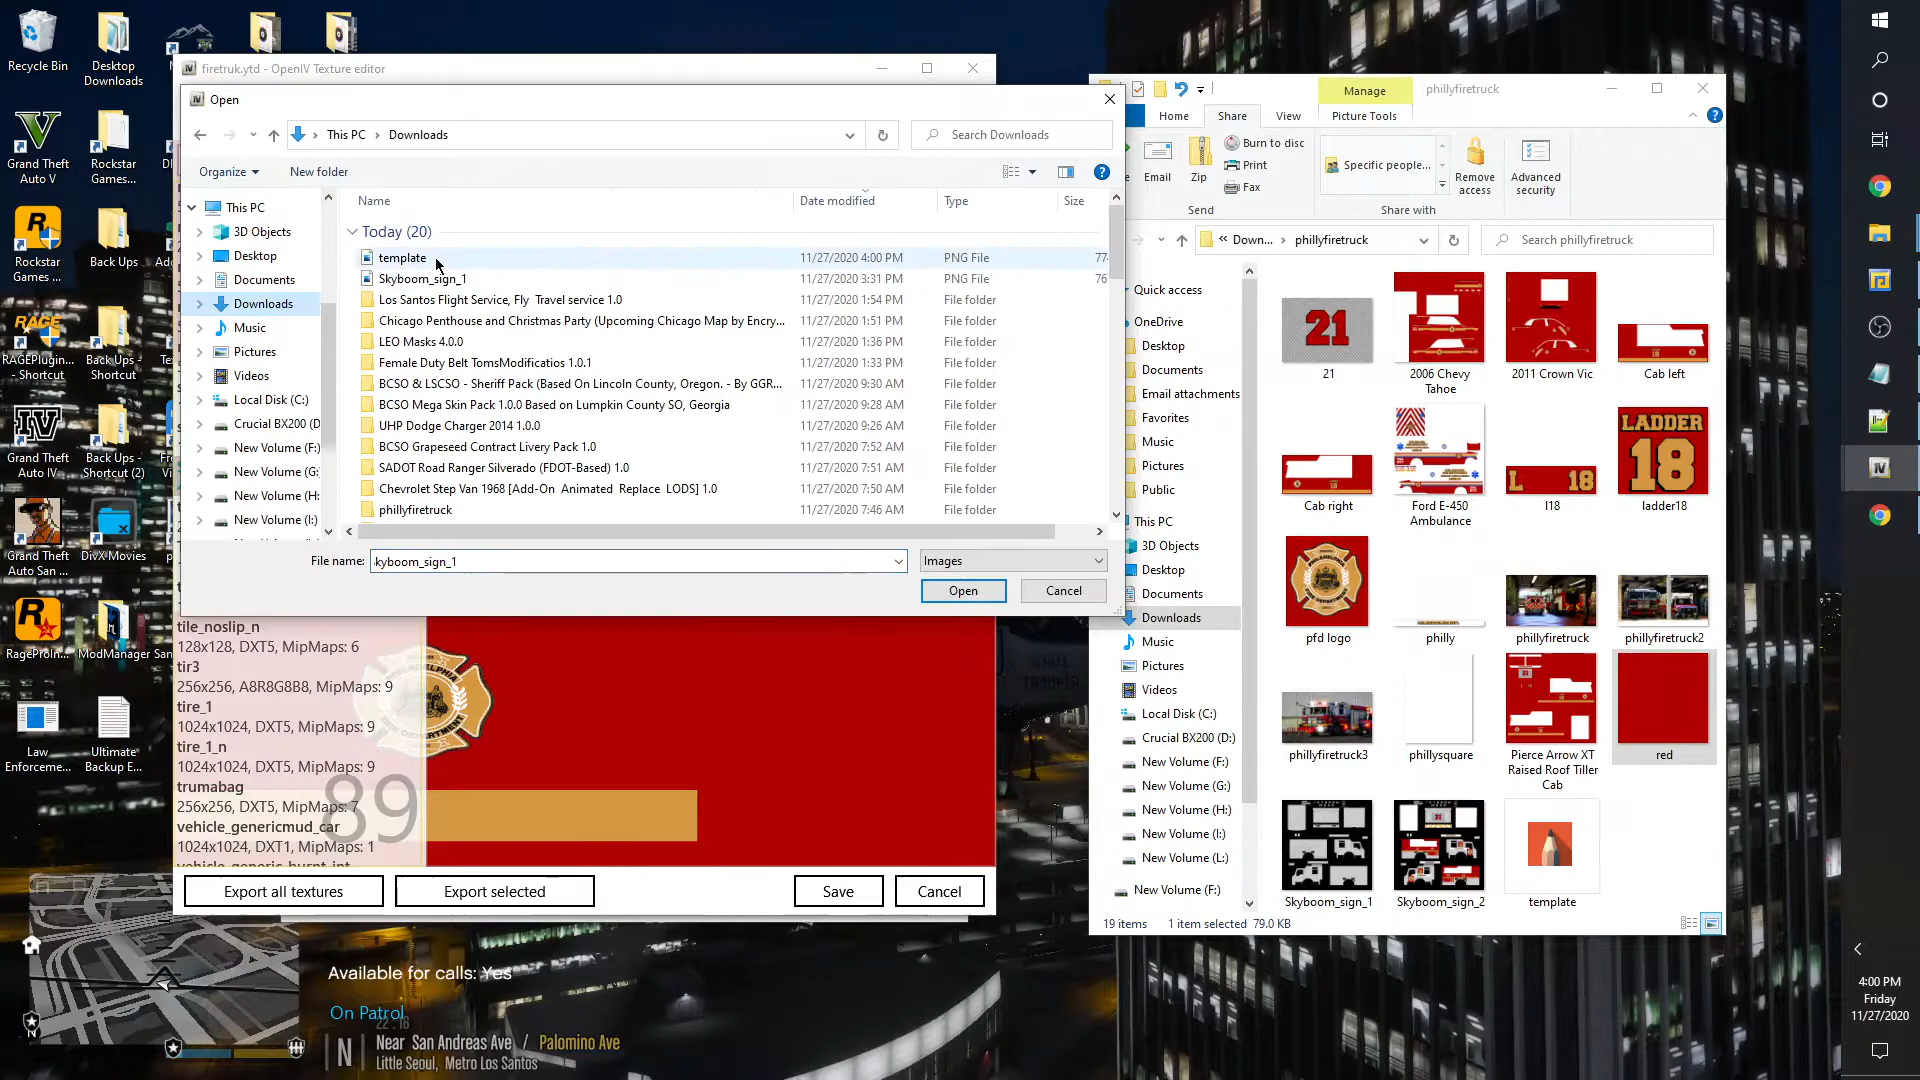 Recycle Bin
Desktop Downloads
Grand Theft Auto V
Rockstar Games...
Rockstar Games ...
Back Ups
RAGEPlugin... - Shortcut
Back Ups - Shortcut
Grand Theft Auto IV
Back Ups - Shortcut (2)
Grand Theft Auto San ...
DivX Movies
RageProIn...
ModManager
San
Law Enforceme...
Ultimate Backup E...
firetruk.ytd - OpenIV Texture editor
Open
This PC
Downloads
Search Downloads
Organize
New folder
This PC
3D Objects
Desktop
Documents
Downloads
Music
Pictures
Videos
Local Disk (C:)
Crucial BX200 (D
New Volume (F:)
New Volume (G:
New Volume (H:
New Volume (I:)
Name
Date modified
Type
Size
Today (20)
template 11/27/2020 4:00 PM PNG File 77
Skyboom_sign_1 11/27/2020 3:31 PM PNG File 76
Los Santos Flight Service, Fly Travel service 1.0 11/27/2020 1:54 PM File folder
Chicago Penthouse and Christmas Party (Upcoming Chicago Map by Encry... 11/27/2020 1:51 PM File folder
LEO Masks 4.0.0 11/27/2020 1:36 PM File folder
Female Duty Belt TomsModificatios 1.0.1 11/27/2020 1:33 PM File folder
BCSO & LSCSO - Sheriff Pack (Based On Lincoln County, Oregon. - By GGR... 11/27/2020 9:30 AM File folder
BCSO Mega Skin Pack 1.0.0 Based on Lumpkin County SO, Georgia 11/27/2020 9:28 AM File folder
UHP Dodge Charger 2014 1.0.0 11/27/2020 9:26 AM File folder
BCSO Grapeseed Contract Livery Pack 1.0 11/27/2020 7:52 AM File folder
SADOT Road Ranger Silverado (FDOT-Based) 1.0 11/27/2020 7:51 AM File folder
Chevrolet Step Van 1968 [Add-On Animated Replace LODS] 1.0 11/27/2020 7:50 AM File folder
phillyfiretruck 11/27/2020 7:46 AM File folder
File name:
kyboom_sign_1
Images
Open
Cancel
tile_noslip_n
128x128, DXT5, MipMaps: 6
tir3
256x256, A8R8G8B8, MipMaps: 9
tire_1
1024x1024, DXT5, MipMaps: 9
tire_1_n
1024x1024, DXT5, MipMaps: 9
trumabag
256x256, DXT5, MipMaps: 7
vehicle_genericmud_car
1024x1024, DXT1, MipMaps: 1
vehicle_generic_burnt_int
89
Export all textures
Export selected
Save
Cancel
Available for calls: Yes
On Patrol
22:16
N
Near San Andreas Ave / Palomino Ave
Little Seoul, Metro Los Santos
Manage
phillyfiretruck
Home
Share
View
Picture Tools
Email
Zip
Burn to disc
Print
Fax
Send
Specific people...
Share with
Remove access
Advanced security
Down...
phillyfiretruck
Search phillyfiretruck
Quick access
OneDrive
Desktop
Documents
Email attachments
Favorites
Music
Pictures
Public
This PC
3D Objects
Desktop
Documents
Downloads
Music
Pictures
Videos
Local Disk (C:)
Crucial BX200 (D:)
New Volume (F:)
New Volume (G:)
New Volume (H:)
New Volume (I:)
New Volume (L:)
New Volume (F:)
21
21
2006 Chevy Tahoe
2011 Crown Vic
Cab left
Cab right
Ford E-450 Ambulance
L 18
l18
LADDER
18
ladder18
pfd logo
philly
phillyfiretruck
phillyfiretruck2
phillyfiretruck3
phillysquare
Pierce Arrow XT Raised Roof Tiller Cab
red
Skyboom_sign_1
Skyboom_sign_2
template
19 items
1 item selected 79.0 KB
4:00 PM
Friday
11/27/2020